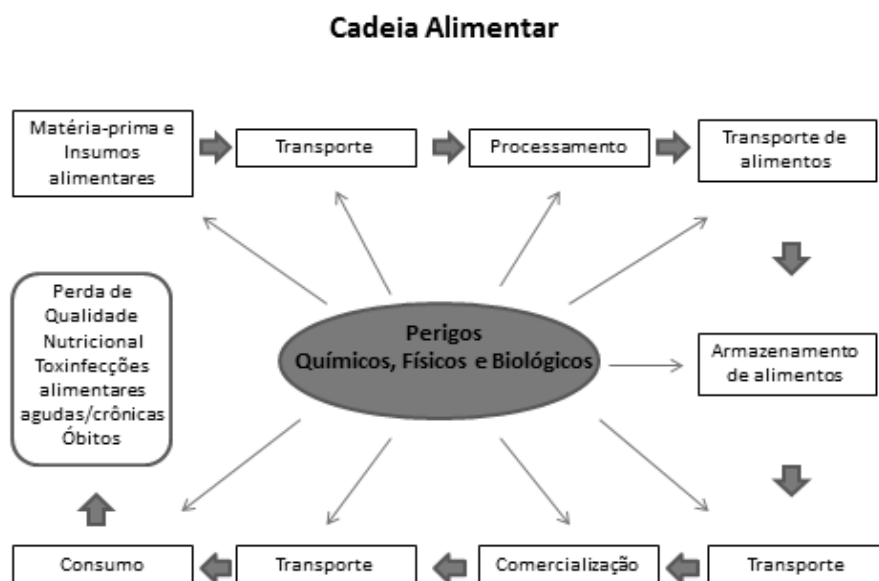 Cadeia Alimentar
Matéria-prima e
Insumos
alimentares
Transporte
Processamento
Transporte de
alimentos
Perda de
Qualidade
Nutricional
Toxinfecções
alimentares
agudas/crônicas
Óbitos
Perigos
Químicos, Físicos e Biológicos
Armazenamento
de alimentos
Consumo
Transporte
Comercialização
Transporte